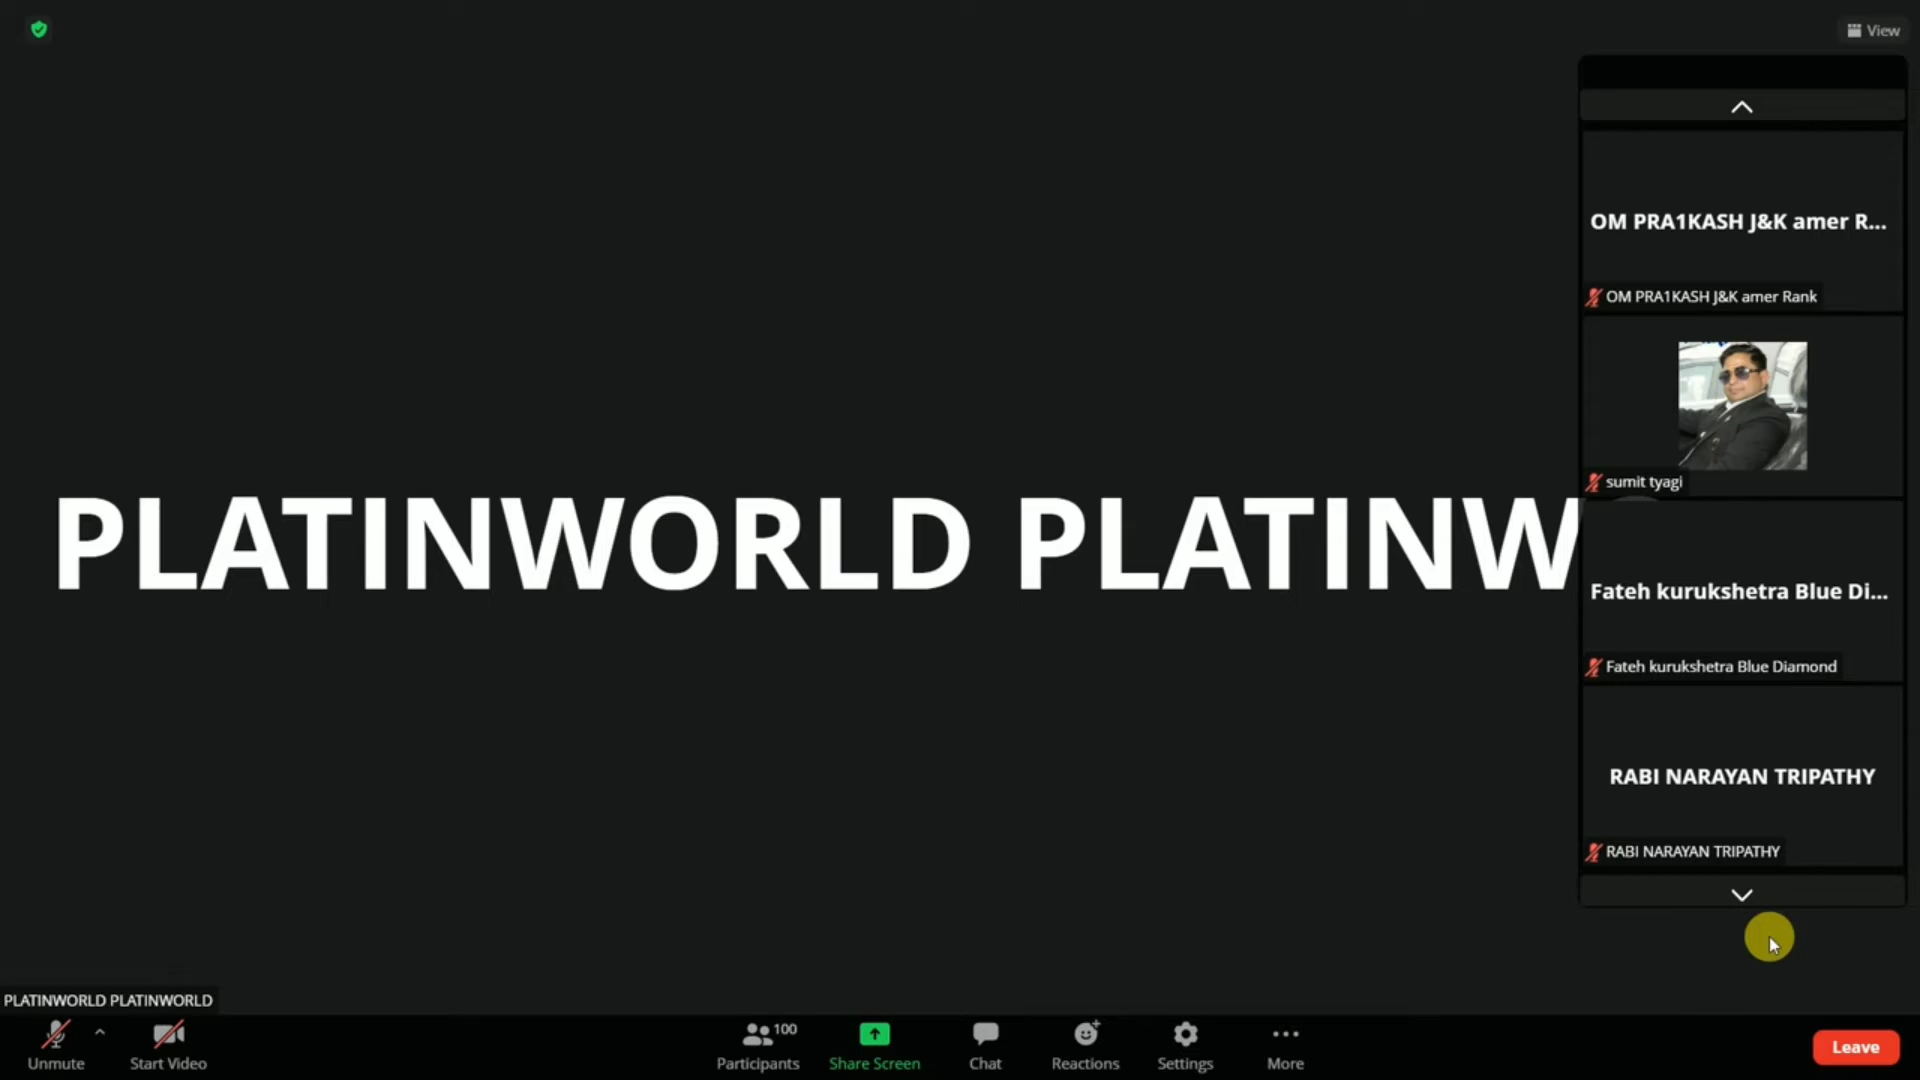 View
OM PRA1KASH J&K amer R...
OM PRA1KASH J&K amer Rank
sumit tyagi
PLATINWORLD PLATINW
Fateh kurukshetra Blue Di...
Fateh kurukshetra Blue Diamond
RABI NARAYAN TRIPATHY
RABI NARAYAN TRIPATHY
PLATINWORLD PLATINWORLD
Unmute
Start Video
100
Participants
Share Screen
Chat
Reactions
Settings
More
Leave